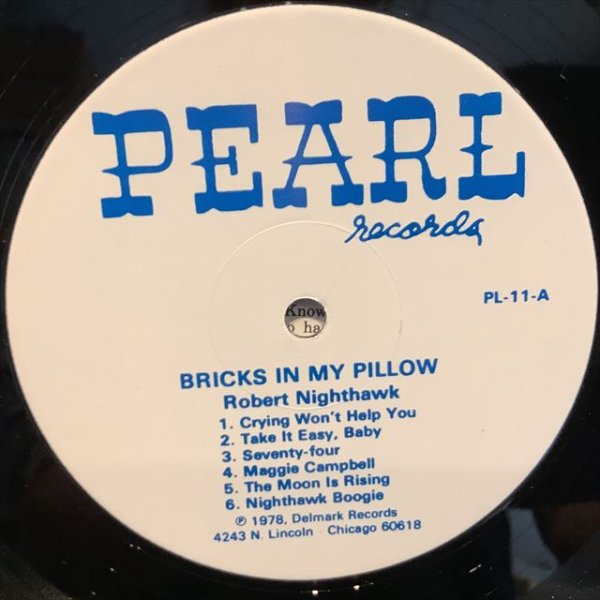 PEARL
records
PL-11-A
Know
o ha
BRICKS IN MY PILLOW
Robert Nighthawk
1. Crying Won't Help You
2. Take It Easy, Baby
3. Seventy-four
4. Maggie Campbell
5. The Moon Is Rising
6. Nighthawk Boogie
℗ 1978, Delmark Records
4243 N. Lincoln · Chicago 60618